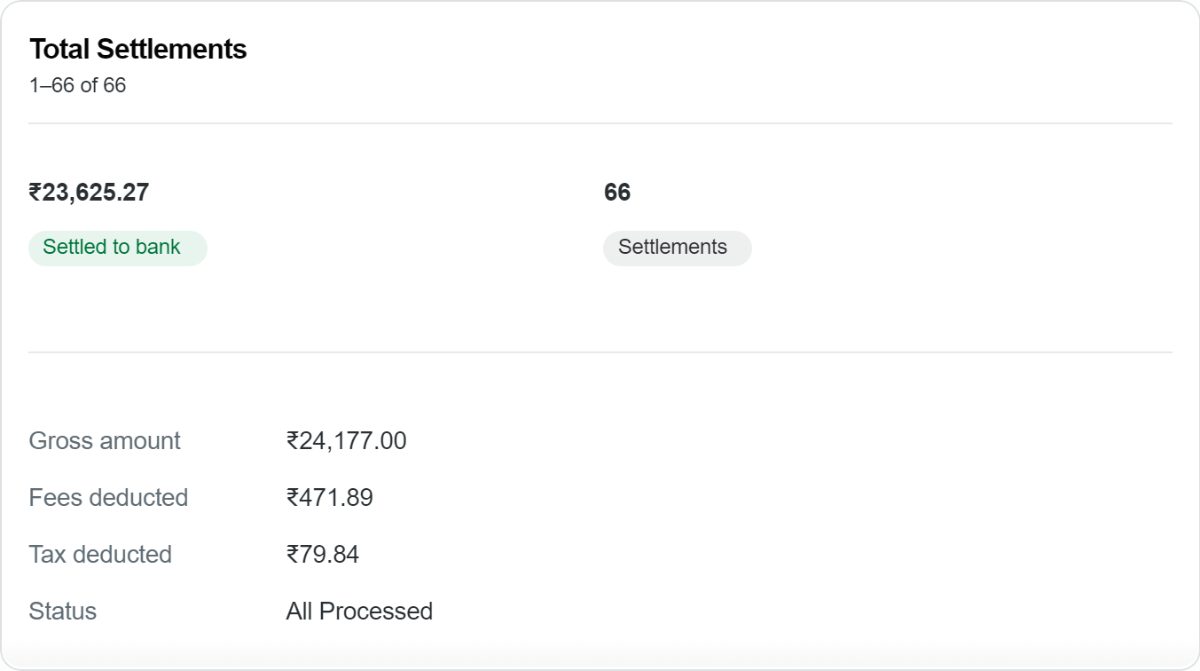 Total Settlements
1–66 of 66
₹23,625.27
66
Settled to bank
Settlements
Gross amount ₹24,177.00
Fees deducted ₹471.89
Tax deducted ₹79.84
Status All Processed